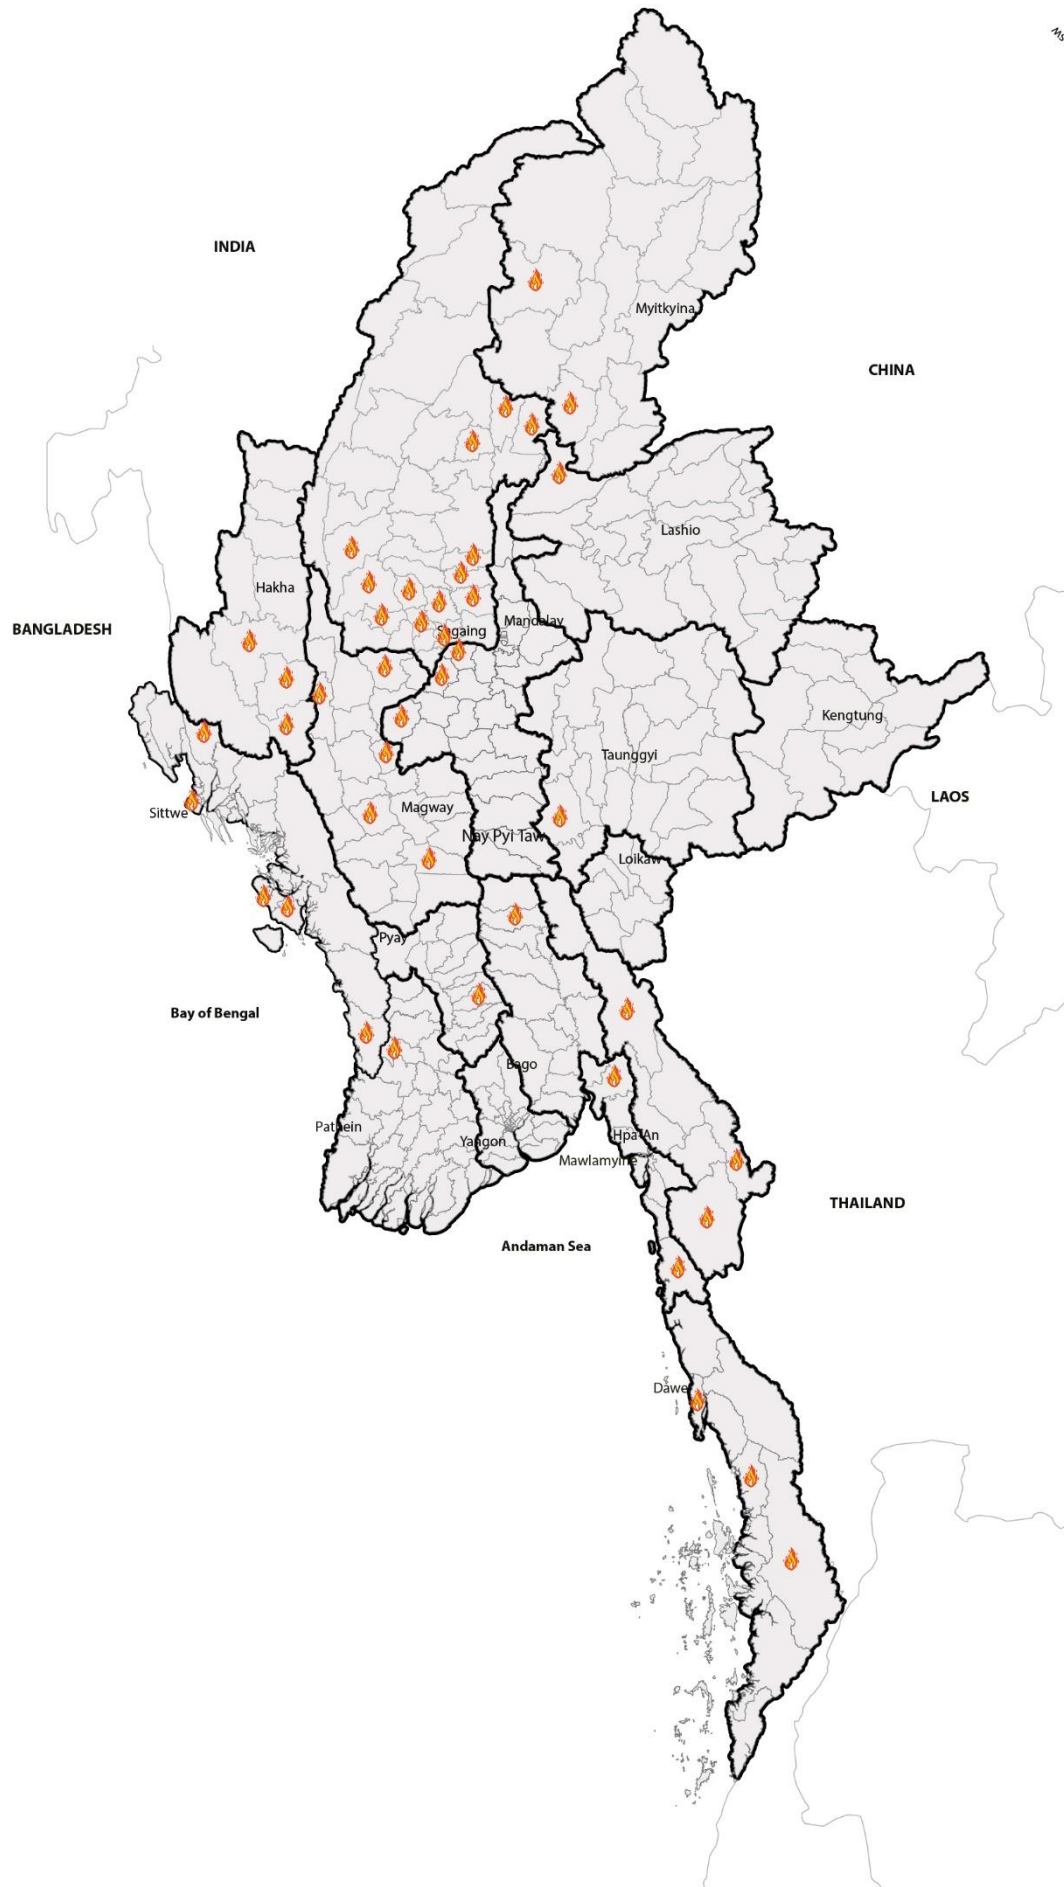 INDIA
Myitkyina
CHINA
Lashio
Hakha
BANGLADESH
Sagaing
Mandalay
Kengtung
Taunggyi
LAOS
Sittwe
Magway
Nay Pyi Taw
Loikaw
Pyay
Bay of Bengal
Bago
Pathein
Yangon
Hpa-An
Mawlamyine
THAILAND
Andaman Sea
Dawe